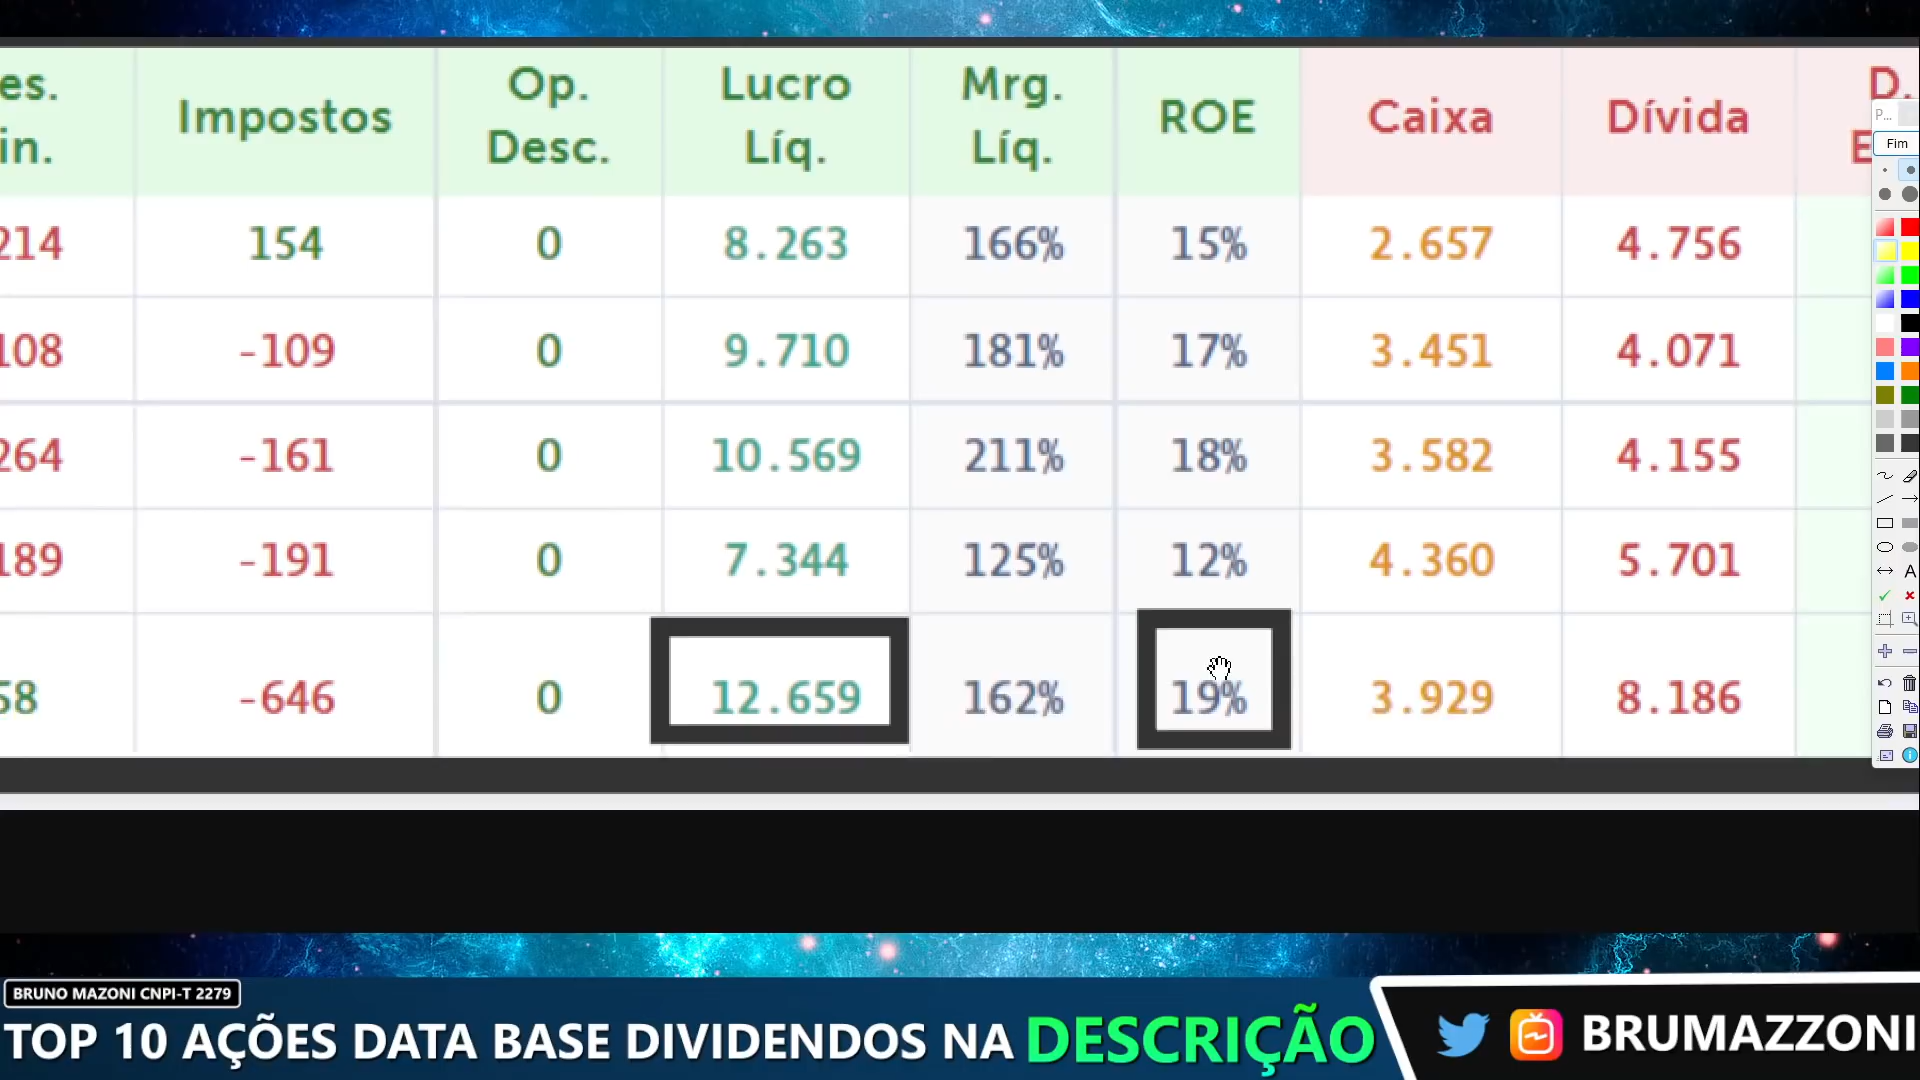 es.
in.
Impostos
Op.
Desc.
Lucro
Líq.
Mrg.
Líq.
ROE
Caixa
Dívida
D.
E
214 154 0 8.263 166% 15% 2.657 4.756
108 -109 0 9.710 181% 17% 3.451 4.071
264 -161 0 10.569 211% 18% 3.582 4.155
189 -191 0 7.344 125% 12% 4.360 5.701
58 -646 0 12.659 162% 19% 3.929 8.186
P...
Fim
A
BRUNO MAZONI CNPI-T 2279
TOP 10 AÇÕES DATA BASE DIVIDENDOS NA DESCRIÇÃO
BRUMAZZONI